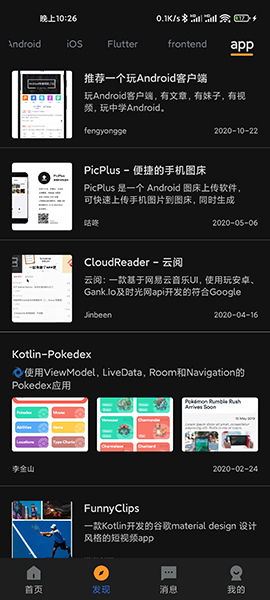 晚上10:26
0.1K/s
Android iOS Flutter frontend app
推荐一个玩Android客户端
玩Android客户端, 有文章, 有妹子, 有视
频, 玩中学Android。
fengyongge 2020-10-22
PicPlus - 便捷的手机图床
PicPlus 是一个 Android 图床上传软件,
可快速上传手机图片到图床, 同时生成
咕咚 2020-05-06
CloudReader - 云阅
云阅: 一款基于网易云音乐UI, 使用玩安卓、
Gank.Io及时光网api开发的符合Google
Jinbeen 2020-04-16
Kotlin-Pokedex
使用ViewModel, LiveData, Room和Navigation的
Pokedex应用
Pokémon Rumble Rush
Arrives Soon
李金山 2020-02-24
FunnyClips
一款Kotlin开发的谷歌material design 设计
风格的短视频app
首页 发现 消息 我的